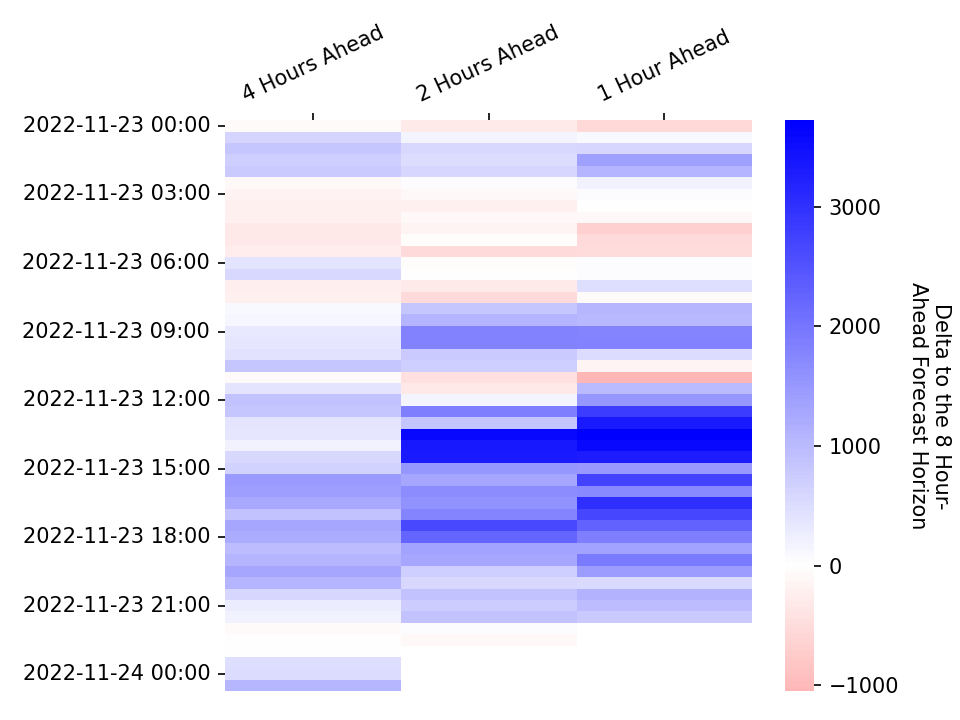 4 Hours Ahead
2 Hours Ahead
1 Hour Ahead
2022-11-23 00:00
2022-11-23 03:00
2022-11-23 06:00
2022-11-23 09:00
2022-11-23 12:00
2022-11-23 15:00
2022-11-23 18:00
2022-11-23 21:00
2022-11-24 00:00
3000
2000
1000
0
−1000
Delta to the 8 Hour-
Ahead Forecast Horizon